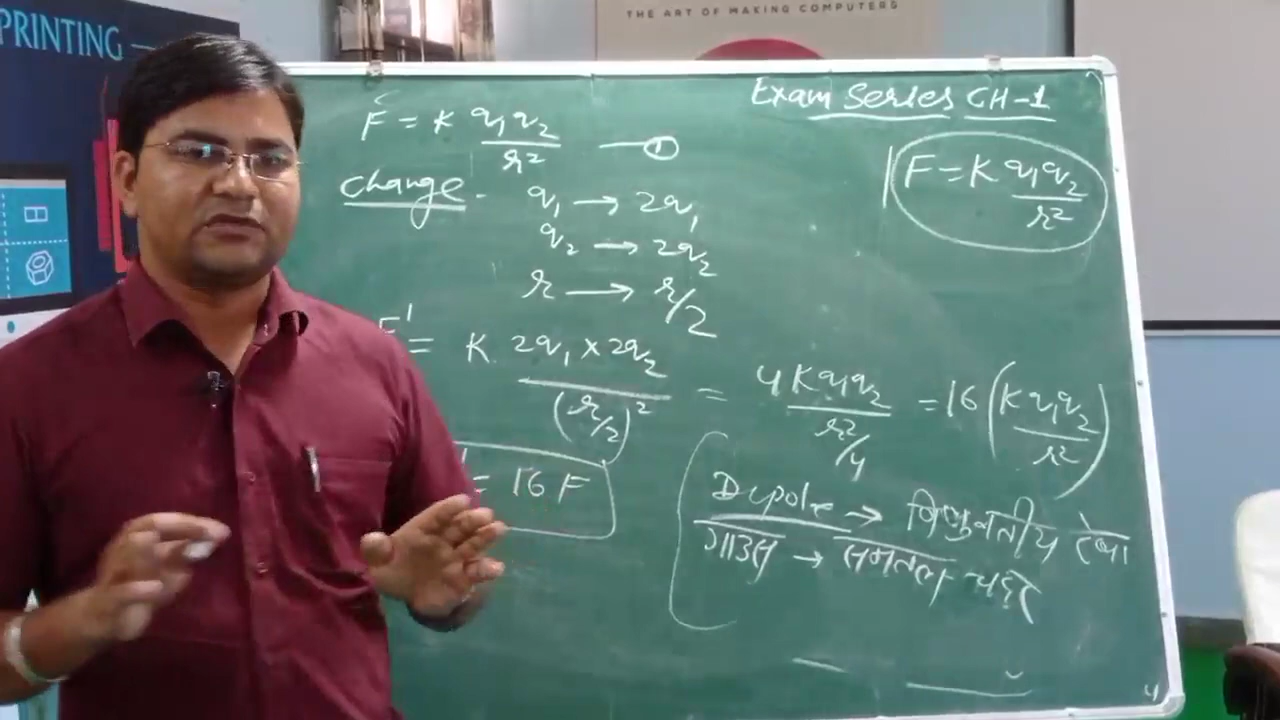 PRINTING
THE ART OF MAKING COMPUTERS
Exam Series CH-1
F = K q₁q₂/r² — ①
F = K q₁q₂/r²
Change -
q₁ → 2q₁
q₂ → 2q₂
r → r/2
F' = K 2q₁ × 2q₂/(r/2)² = 4Kq₁q₂/r²/4 = 16(Kq₁q₂/r²)
= 16 F
Dipole → विषुवतीय रेखा
गाउस → समतल चद्दर